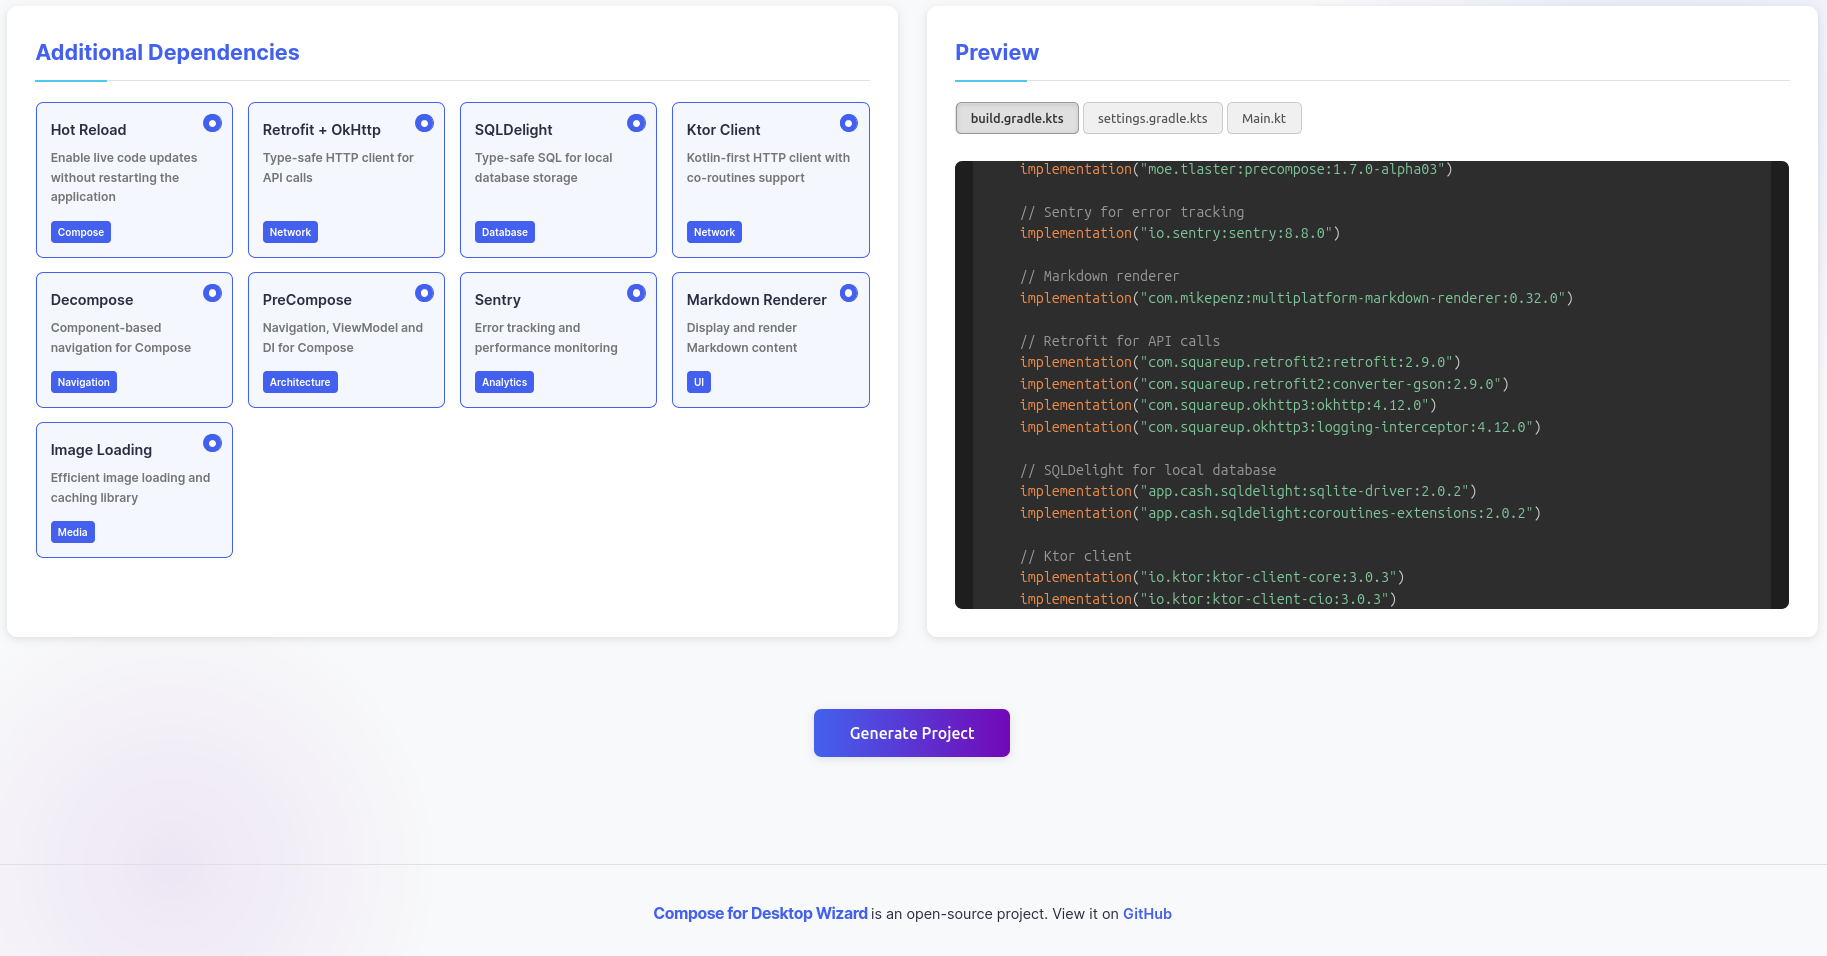 Additional Dependencies
Hot Reload
Enable live code updates
without restarting the
application
Compose
Retrofit + OkHttp
Type-safe HTTP client for
API calls
Network
SQLDelight
Type-safe SQL for local
database storage
Database
Ktor Client
Kotlin-first HTTP client with
co-routines support
Network
Decompose
Component-based
navigation for Compose
Navigation
PreCompose
Navigation, ViewModel and
DI for Compose
Architecture
Sentry
Error tracking and
performance monitoring
Analytics
Markdown Renderer
Display and render
Markdown content
UI
Image Loading
Efficient image loading and
caching library
Media
Preview
build.gradle.kts
settings.gradle.kts
Main.kt
implementation("moe.tlaster:precompose:1.7.0-alpha03")
// Sentry for error tracking
implementation("io.sentry:sentry:8.8.0")
// Markdown renderer
implementation("com.mikepenz:multiplatform-markdown-renderer:0.32.0")
// Retrofit for API calls
implementation("com.squareup.retrofit2:retrofit:2.9.0")
implementation("com.squareup.retrofit2:converter-gson:2.9.0")
implementation("com.squareup.okhttp3:okhttp:4.12.0")
implementation("com.squareup.okhttp3:logging-interceptor:4.12.0")
// SQLDelight for local database
implementation("app.cash.sqldelight:sqlite-driver:2.0.2")
implementation("app.cash.sqldelight:coroutines-extensions:2.0.2")
// Ktor client
implementation("io.ktor:ktor-client-core:3.0.3")
implementation("io.ktor:ktor-client-cio:3.0.3")
Generate Project
Compose for Desktop Wizard is an open-source project. View it on GitHub